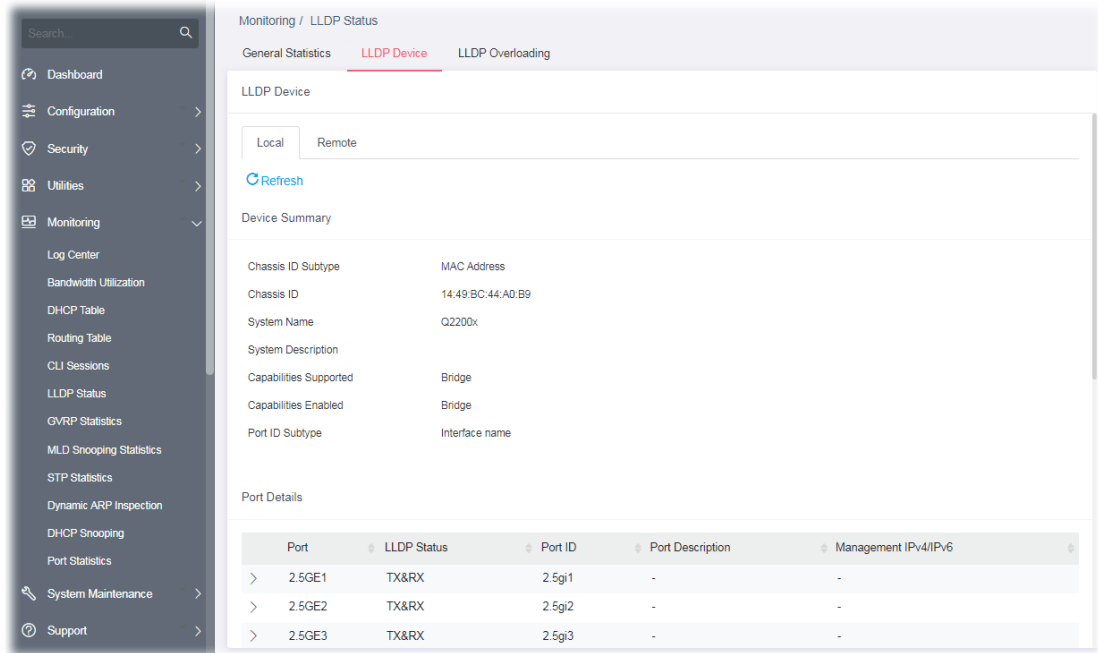 Search...
Dashboard
Configuration
Security
Utilities
Monitoring
Log Center
Bandwidth Utilization
DHCP Table
Routing Table
CLI Sessions
LLDP Status
GVRP Statistics
MLD Snooping Statistics
STP Statistics
Dynamic ARP Inspection
DHCP Snooping
Port Statistics
System Maintenance
Support
Monitoring / LLDP Status
General Statistics LLDP Device LLDP Overloading
LLDP Device
Local Remote
Refresh
Device Summary
Chassis ID Subtype MAC Address
Chassis ID 14:49:BC:44:A0:B9
System Name Q2200x
System Description
Capabilities Supported Bridge
Capabilities Enabled Bridge
Port ID Subtype Interface name
Port Details
Port LLDP Status Port ID Port Description Management IPv4/IPv6
2.5GE1 TX&RX 2.5gi1 - -
2.5GE2 TX&RX 2.5gi2 - -
2.5GE3 TX&RX 2.5gi3 - -